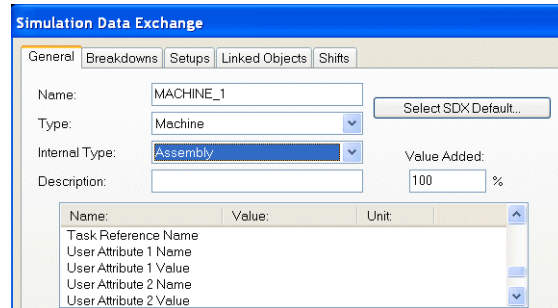 Simulation Data Exchange
General Breakdowns Setups Linked Objects Shifts
Name: MACHINE_1
Select SDX Default...
Type: Machine
Internal Type: Assembly
Value Added:
Description: 100 %
Name: Value: Unit:
Task Reference Name
User Attribute 1 Name
User Attribute 1 Value
User Attribute 2 Name
User Attribute 2 Value